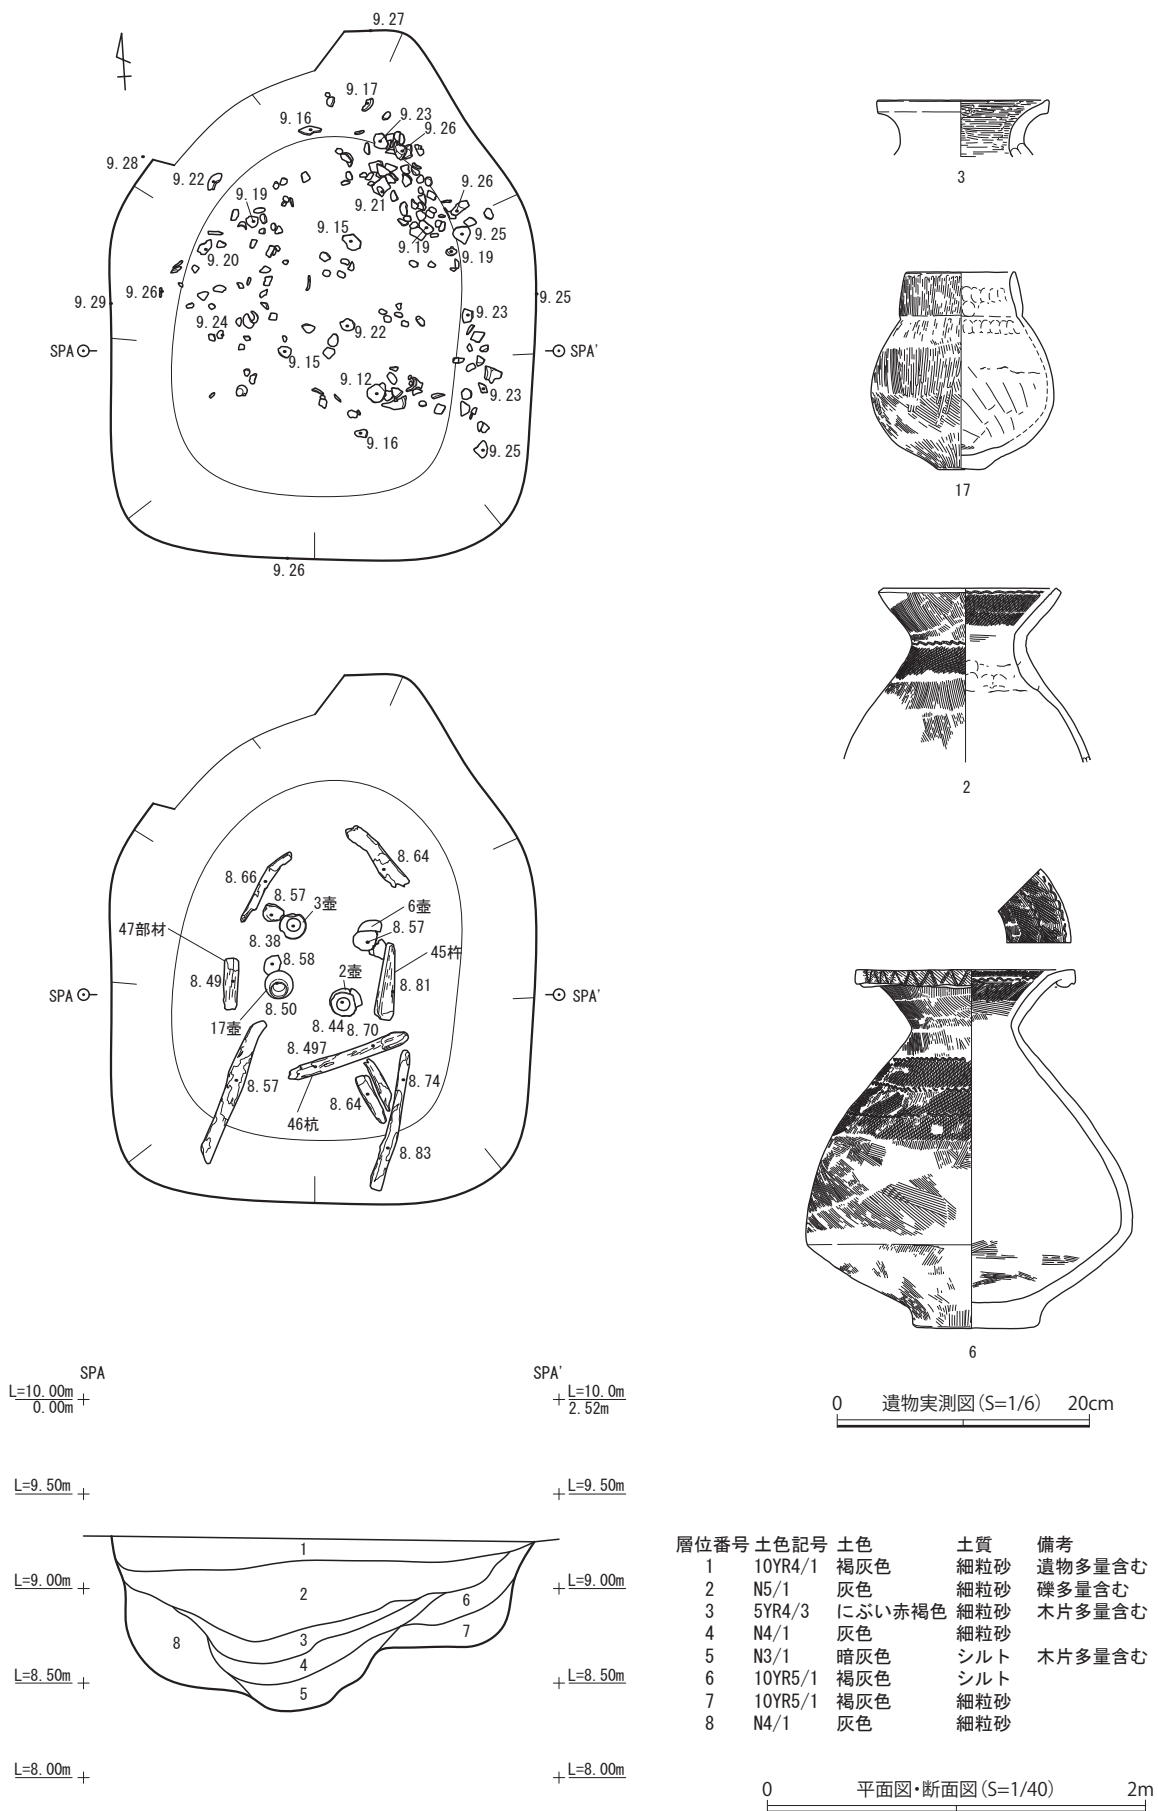 9.27
9.17
9.16
9.23
9.26
9.28
9.22
9.19
9.21
9.26
9.15
9.25
9.20
9.19
9.19
9.26
9.29
9.25
9.24
9.23
9.22
SPA
SPA'
9.15
9.12
9.23
9.16
9.25
9.26
8.64
8.66
8.57
3壺
6壺
47部材
8.57
8.38
8.58
45杵
2壺
8.49
8.81
SPA
SPA'
8.50
17壺
8.44
8.70
8.497
8.57
8.74
8.64
46杭
8.83
3
17
2
6
SPA
SPA'
L=10.00m
0.00m
L=10.0m
2.52m
L=9.50m
L=9.50m
1
L=9.00m
L=9.00m
2
6
7
3
8
4
5
L=8.50m
L=8.50m
L=8.00m
L=8.00m
0 遺物実測図(S=1/6) 20cm
層位番号 土色記号 土色 土質 備考
1 10YR4/1 褐灰色 細粒砂 遺物多量含む
2 N5/1 灰色 細粒砂 礫多量含む
3 5YR4/3 にぶい赤褐色 細粒砂 木片多量含む
4 N4/1 灰色 細粒砂
5 N3/1 暗灰色 シルト 木片多量含む
6 10YR5/1 褐灰色 シルト
7 10YR5/1 褐灰色 細粒砂
8 N4/1 灰色 細粒砂
0 平面図・断面図(S=1/40) 2m